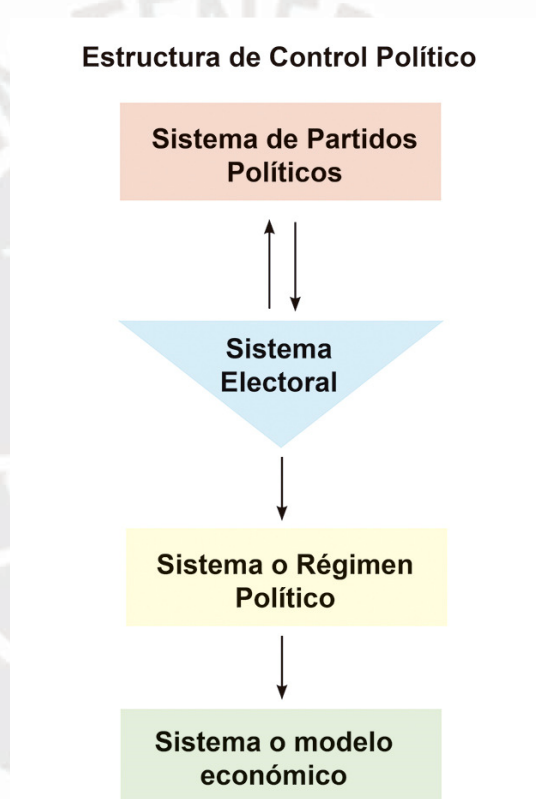 Estructura de Control Político
Sistema de Partidos
Políticos
Sistema
Electoral
Sistema o Régimen
Político
Sistema o modelo
económico